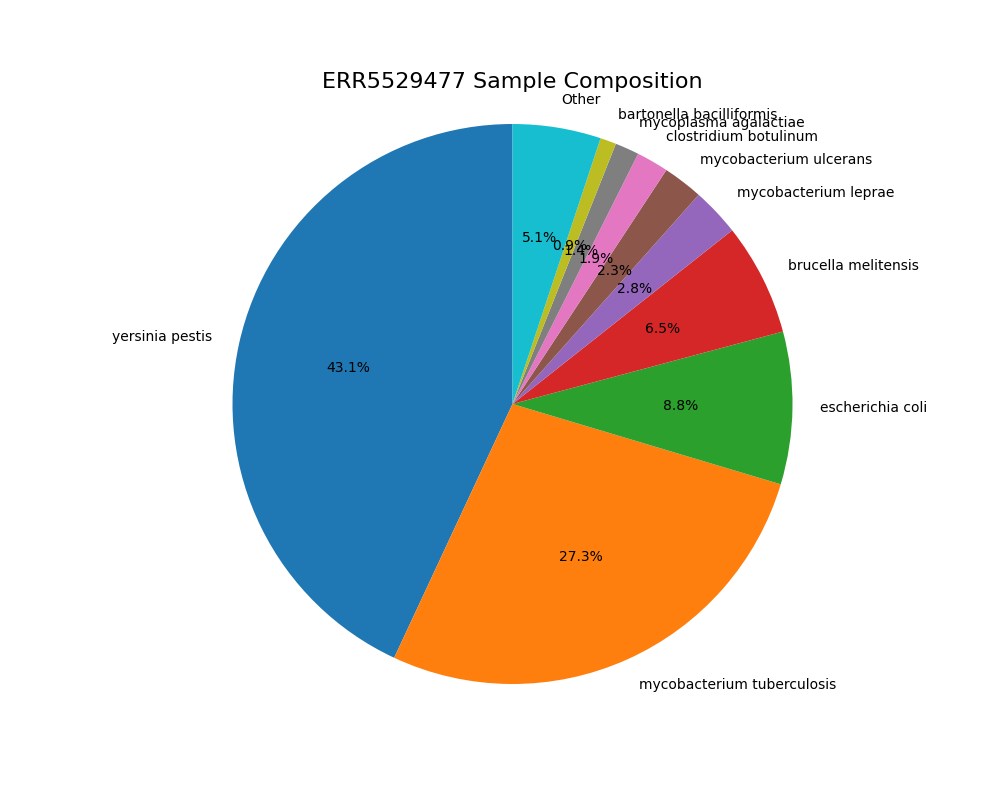 ERR5529477 Sample Composition
Other
bartonella bacilliformis
mycoplasma agalactiae
clostridium botulinum
mycobacterium ulcerans
mycobacterium leprae
brucella melitensis
escherichia coli
mycobacterium tuberculosis
yersinia pestis
5.1%
0.9%
1.4%
1.9%
2.3%
2.8%
6.5%
8.8%
27.3%
43.1%